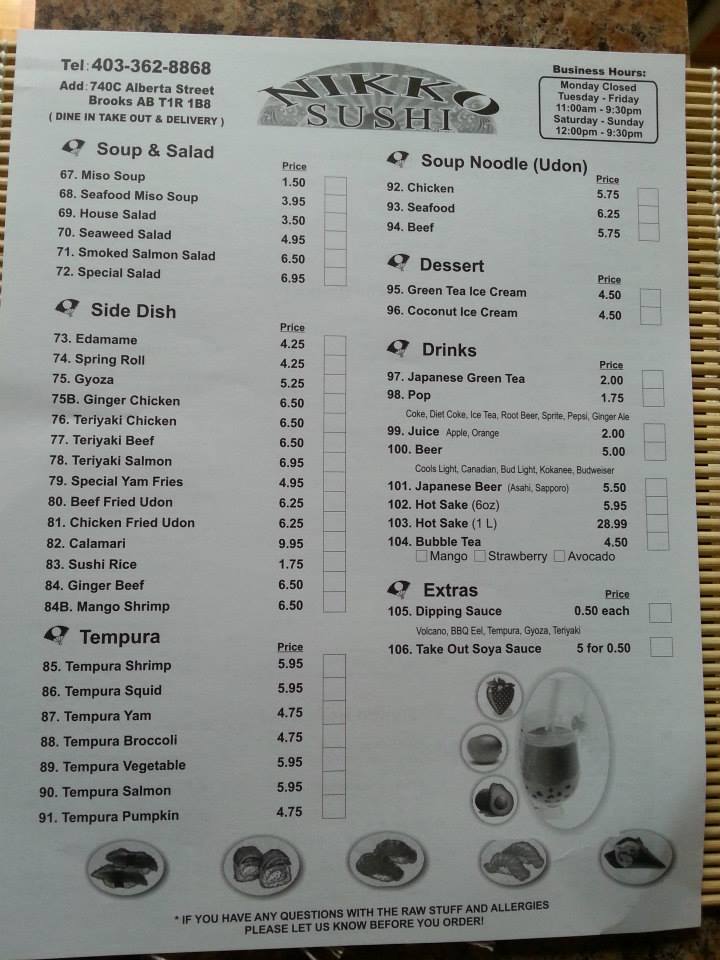 Tel: 403-362-8868
Add: 740C Alberta Street
Brooks AB T1R 1B8
( DINE IN TAKE OUT & DELIVERY )
NIKKO
SUSHI
Business Hours:
Monday Closed
Tuesday - Friday
11:00am - 9:30pm
Saturday - Sunday
12:00pm - 9:30pm
Soup & Salad
Price
67. Miso Soup 1.50
68. Seafood Miso Soup 3.95
69. House Salad 3.50
70. Seaweed Salad 4.95
71. Smoked Salmon Salad 6.50
72. Special Salad 6.95
Side Dish
Price
73. Edamame 4.25
74. Spring Roll 4.25
75. Gyoza 5.25
75B. Ginger Chicken 6.50
76. Teriyaki Chicken 6.50
77. Teriyaki Beef 6.50
78. Teriyaki Salmon 6.95
79. Special Yam Fries 4.95
80. Beef Fried Udon 6.25
81. Chicken Fried Udon 6.25
82. Calamari 9.95
83. Sushi Rice 1.75
84. Ginger Beef 6.50
84B. Mango Shrimp 6.50
Tempura
Price
85. Tempura Shrimp 5.95
86. Tempura Squid 5.95
87. Tempura Yam 4.75
88. Tempura Broccoli 4.75
89. Tempura Vegetable 5.95
90. Tempura Salmon 5.95
91. Tempura Pumpkin 4.75
Soup Noodle (Udon)
Price
92. Chicken 5.75
93. Seafood 6.25
94. Beef 5.75
Dessert
Price
95. Green Tea Ice Cream 4.50
96. Coconut Ice Cream 4.50
Drinks
Price
97. Japanese Green Tea 2.00
98. Pop 1.75
Coke, Diet Coke, Ice Tea, Root Beer, Sprite, Pepsi, Ginger Ale
99. Juice Apple, Orange 2.00
100. Beer 5.00
Cools Light, Canadian, Bud Light, Kokanee, Budweiser
101. Japanese Beer (Asahi, Sapporo) 5.50
102. Hot Sake (6oz) 5.95
103. Hot Sake (1 L) 28.99
104. Bubble Tea 4.50
Mango Strawberry Avocado
Extras
Price
105. Dipping Sauce 0.50 each
Volcano, BBQ Eel, Tempura, Gyoza, Teriyaki
106. Take Out Soya Sauce 5 for 0.50
* IF YOU HAVE ANY QUESTIONS WITH THE RAW STUFF AND ALLERGIES
PLEASE LET US KNOW BEFORE YOU ORDER!